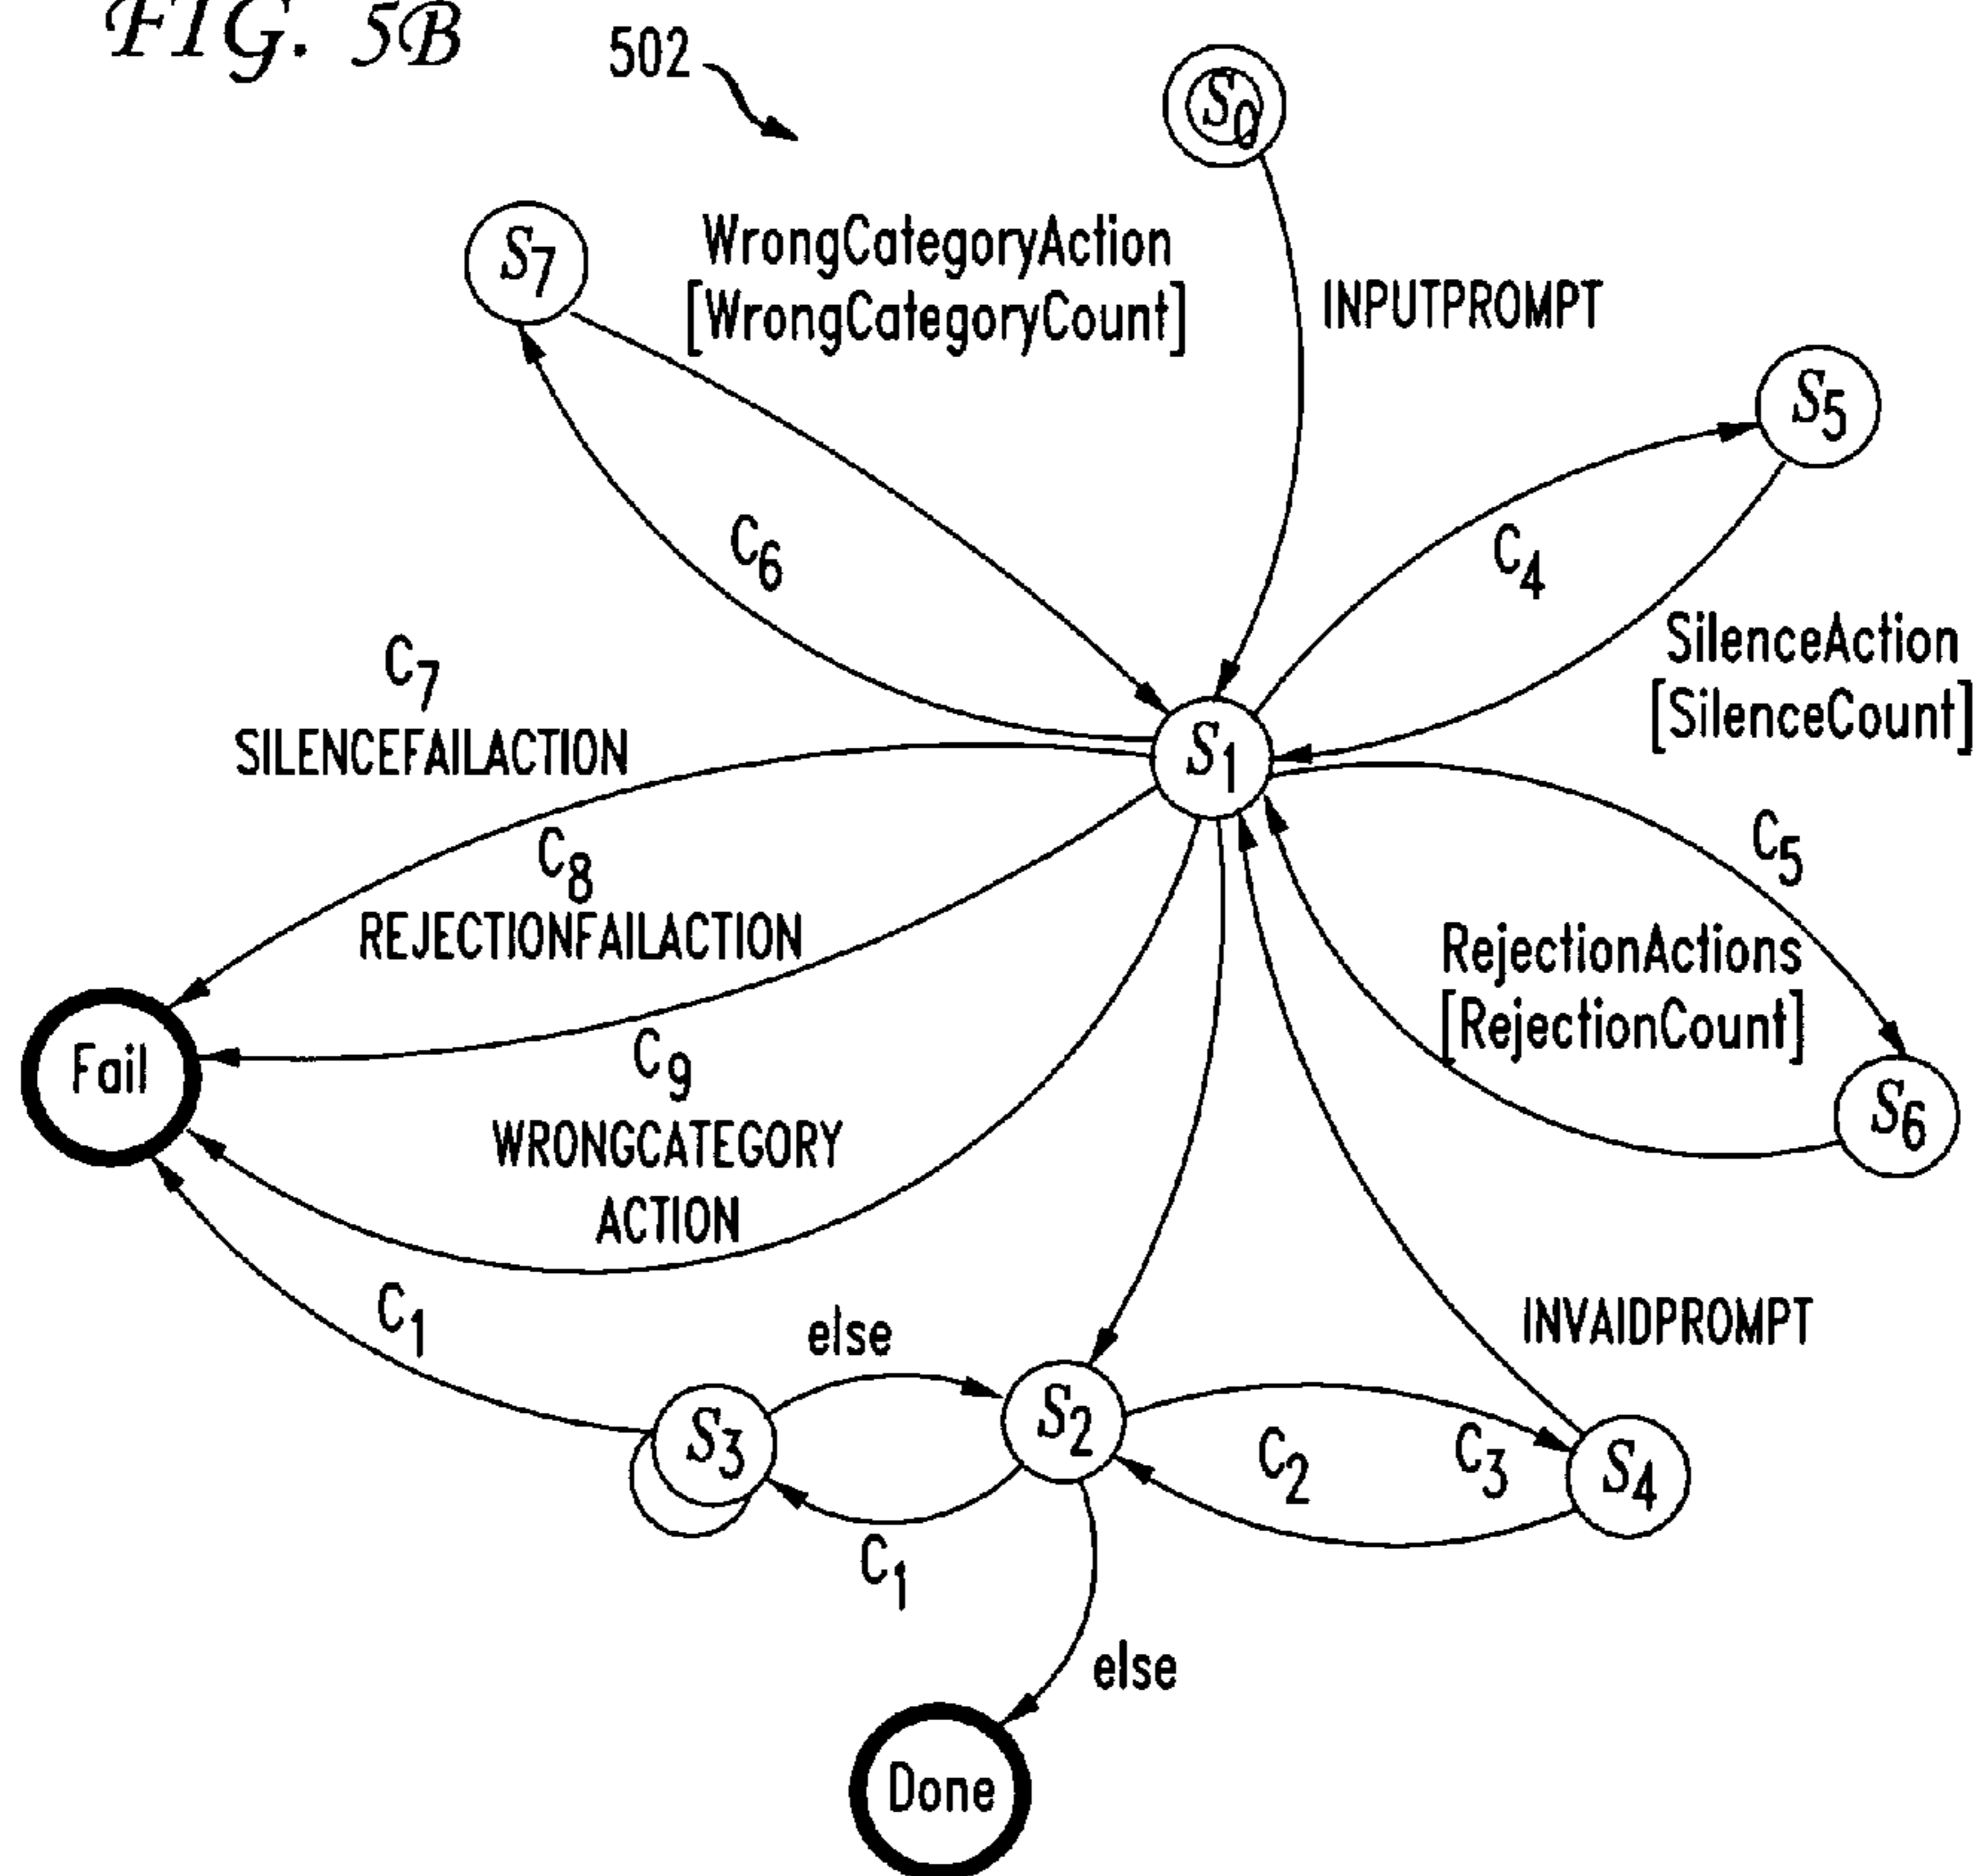 FIG. 5B
502
S0
S7
WrongCategoryAction
[WrongCategoryCount]
INPUTPROMPT
S5
C6
C4
SilenceAction
[SilenceCount]
C7
SILENCEFAILACTION
S1
C5
C8
REJECTIONFAILACTION
RejectionActions
[RejectionCount]
Fail
C9
WRONGCATEGORY
ACTION
S6
C1
else
INVAIDPROMPT
S3
S2
C2
C3
S4
C1
else
Done